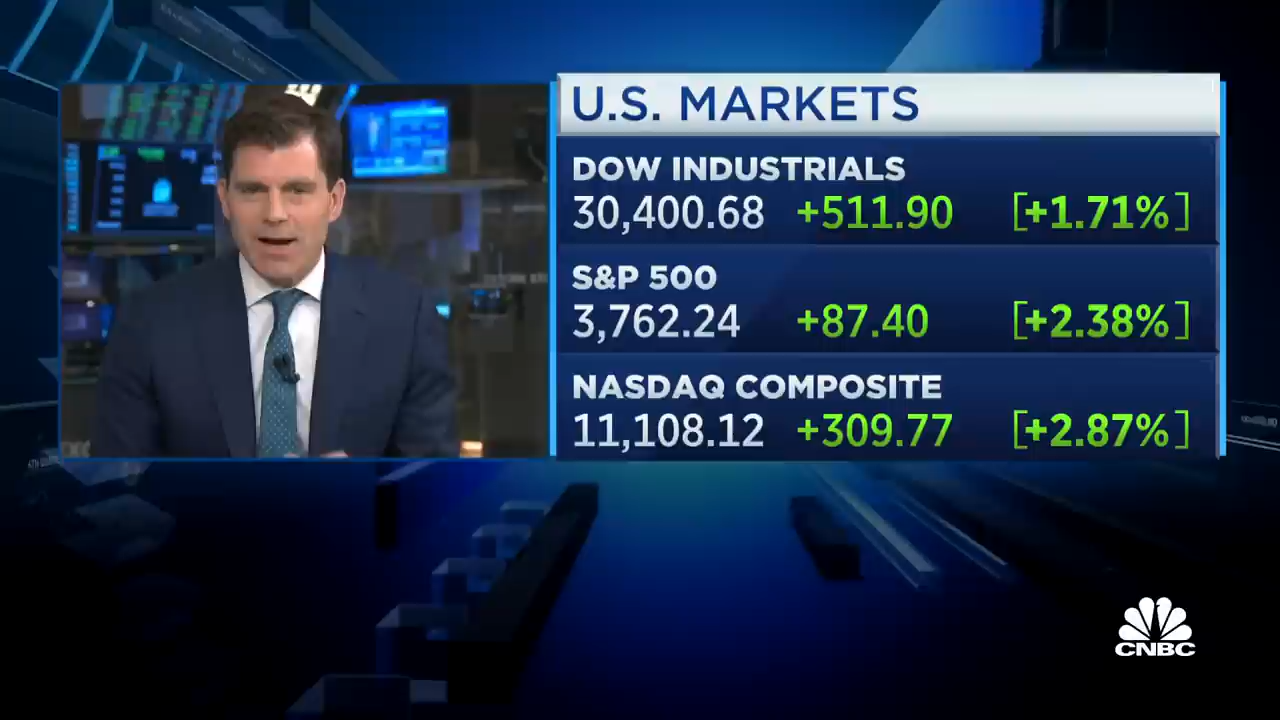 U.S. MARKETS
DOW INDUSTRIALS
30,400.68 +511.90 [+1.71%]
S&P 500
3,762.24 +87.40 [+2.38%]
NASDAQ COMPOSITE
11,108.12 +309.77 [+2.87%]
CNBC